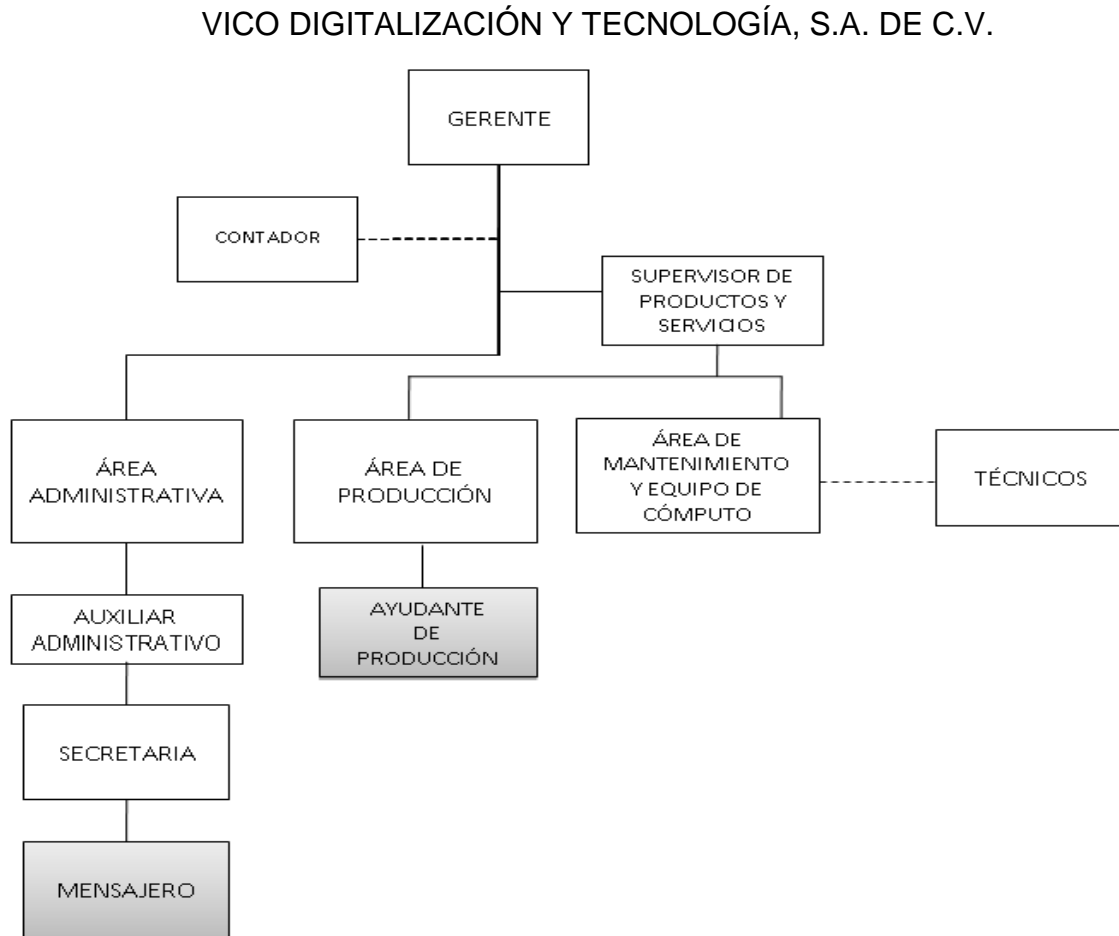 VICO DIGITALIZACIÓN Y TECNOLOGÍA, S.A. DE C.V.
GERENTE
CONTADOR
SUPERVISOR DE
PRODUCTOS Y
SERVICIOS
ÁREA
ADMINISTRATIVA
ÁREA DE
PRODUCCIÓN
ÁREA DE
MANTENIMIENTO
Y EQUIPO DE
CÓMPUTO
TÉCNICOS
AUXILIAR
ADMINISTRATIVO
AYUDANTE
DE
PRODUCCIÓN
SECRETARIA
MENSAJERO